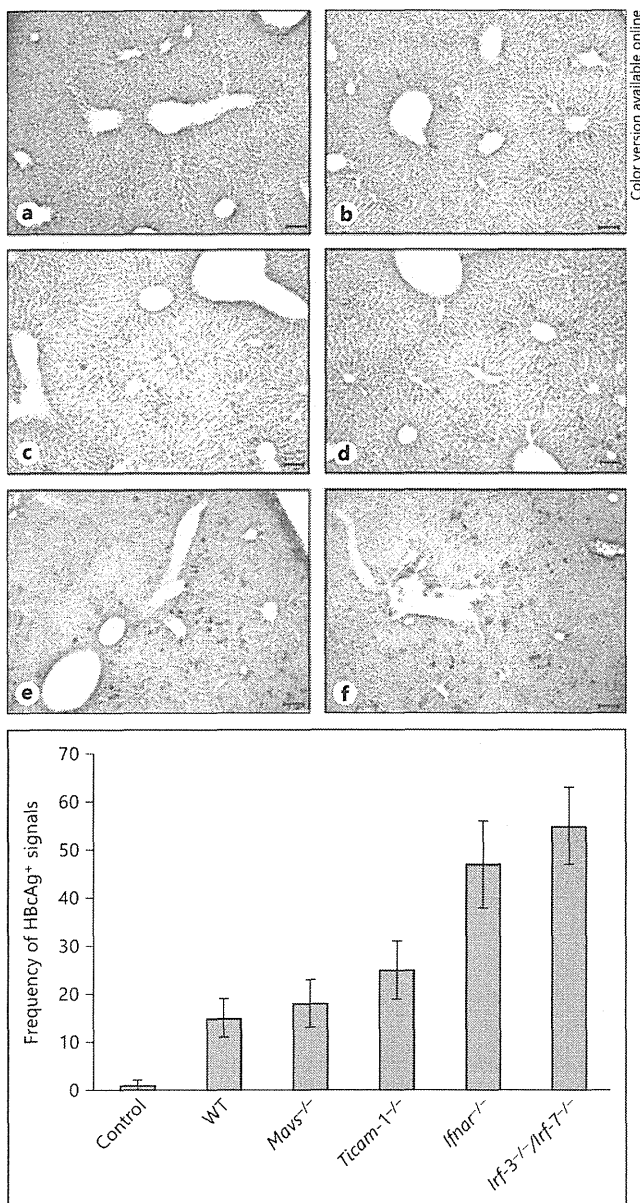 Color version available online
a
b
c
d
e
f
Frequency of HBcAg⁺ signals
70
60
50
40
30
20
10
0
Control
WT
Mavs⁻/⁻
Ticam-1⁻/⁻
Ifnar⁻/⁻
Irf-3⁻/⁻/Irf-7⁻/⁻